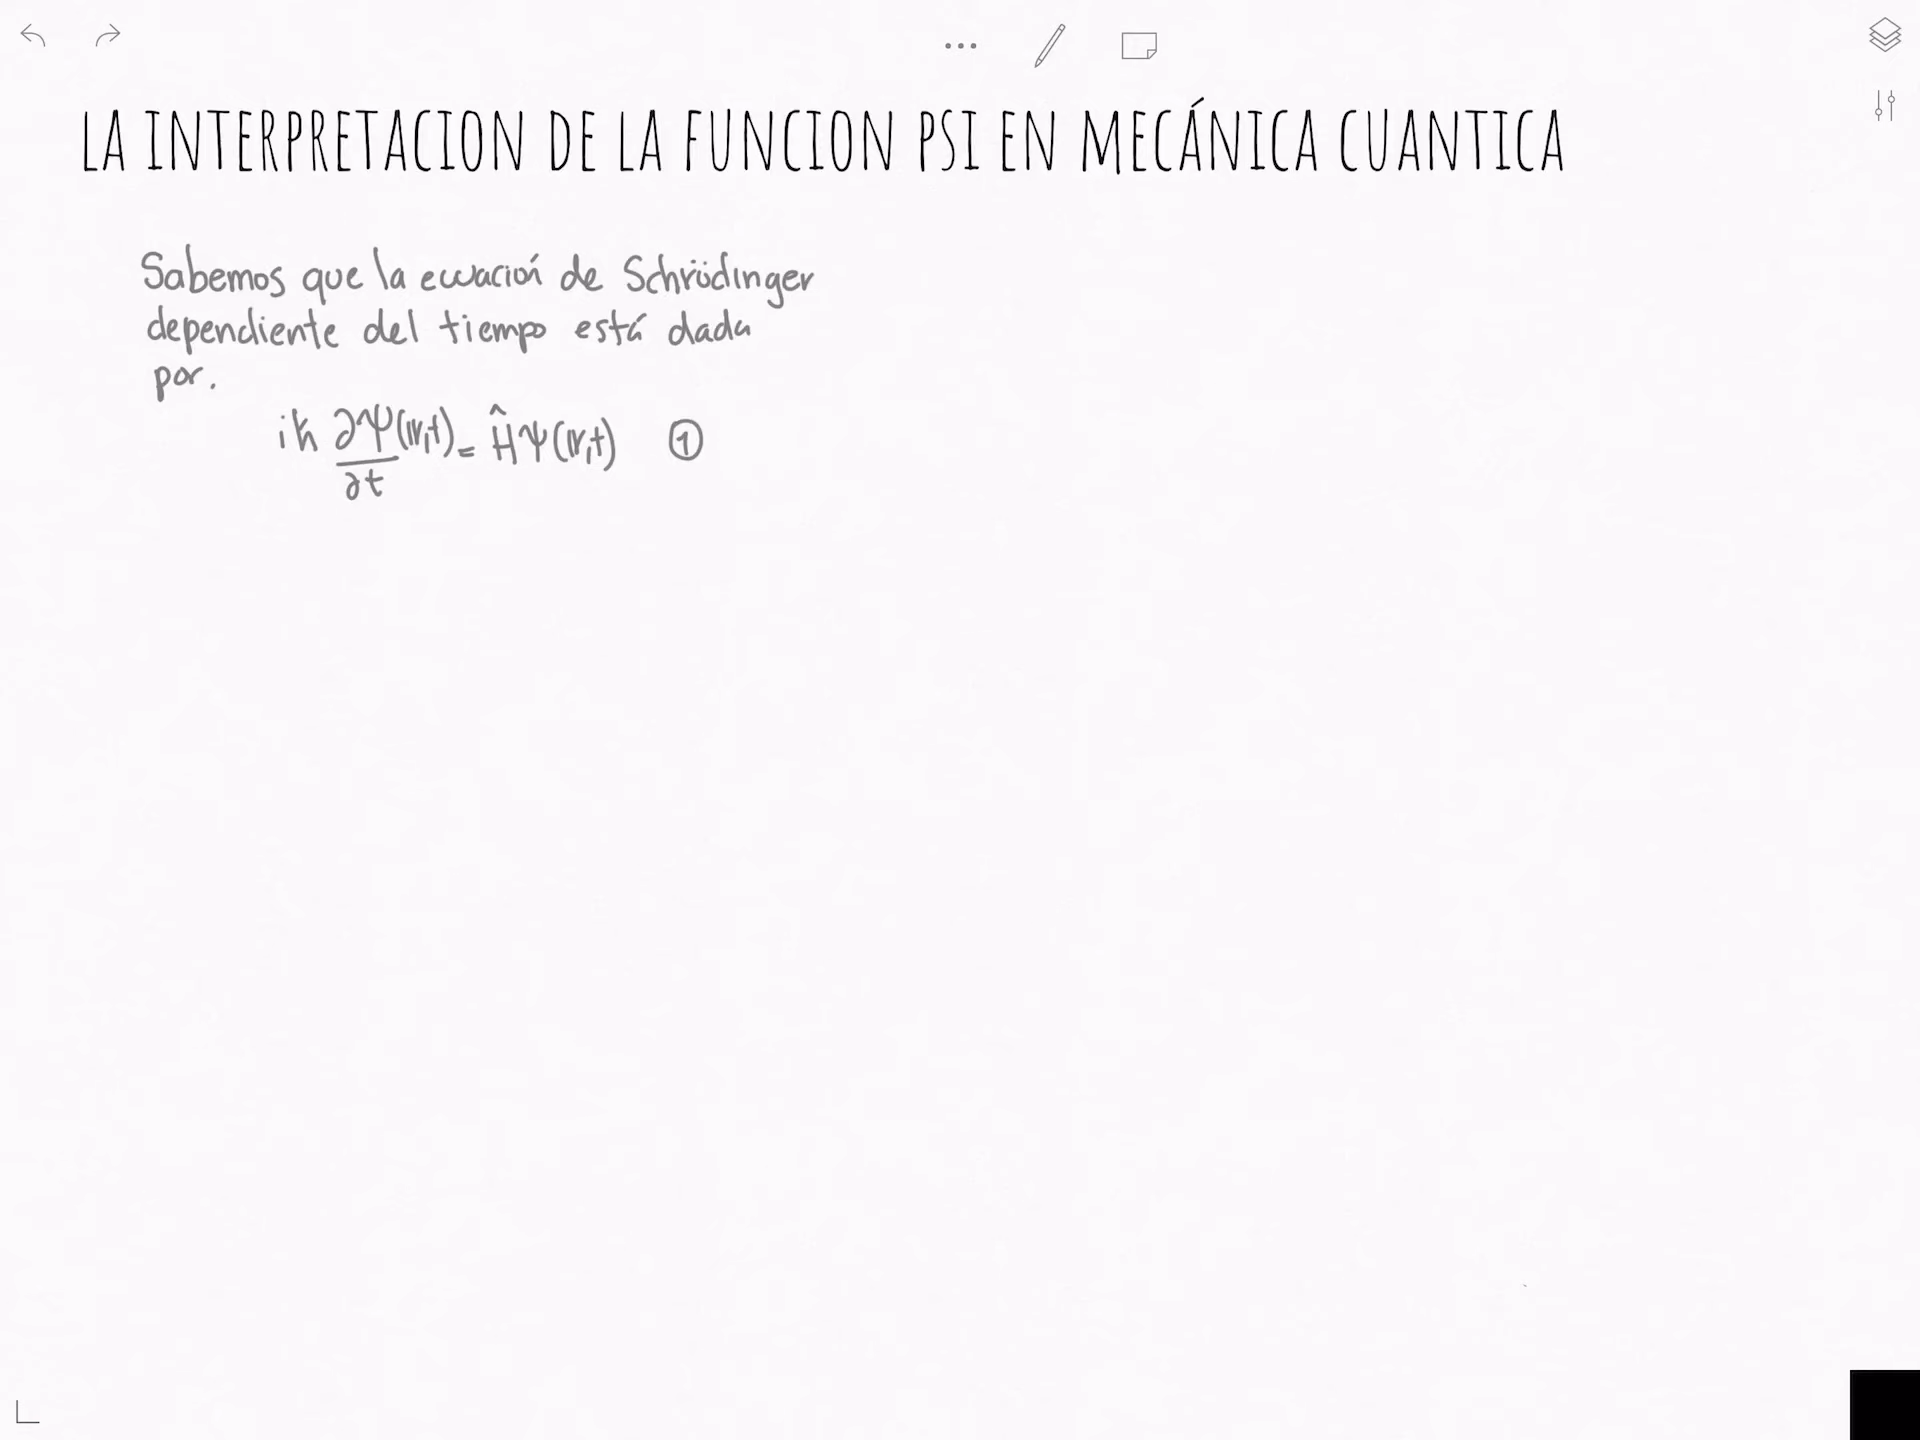 LA INTERPRETACION DE LA FUNCION PSI EN MECÁNICA CUANTICA
Sabemos que la ecuación de Schrödinger
dependiente del tiempo está dada
por.
iħ ∂Ψ(𝕣,t)/∂t = ĤΨ(𝕣,t) ①